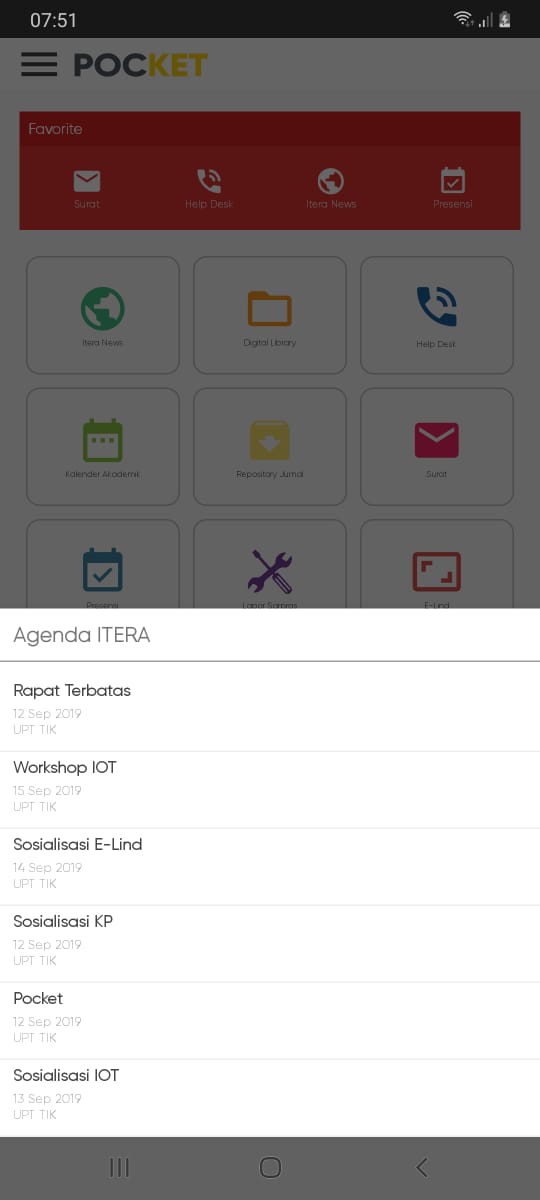 07:51
POCKET
Favorite
Surat
Help Desk
Itera News
Presensi
Itera News
Digital Library
Help Desk
Kalender Akademik
Repository Jurnal
Surat
Presensi
Lapor Sarpras
E-Lind
Agenda ITERA
Rapat Terbatas
12 Sep 2019
UPT TIK
Workshop IOT
15 Sep 2019
UPT TIK
Sosialisasi E-Lind
14 Sep 2019
UPT TIK
Sosialisasi KP
12 Sep 2019
UPT TIK
Pocket
12 Sep 2019
UPT TIK
Sosialisasi IOT
13 Sep 2019
UPT TIK